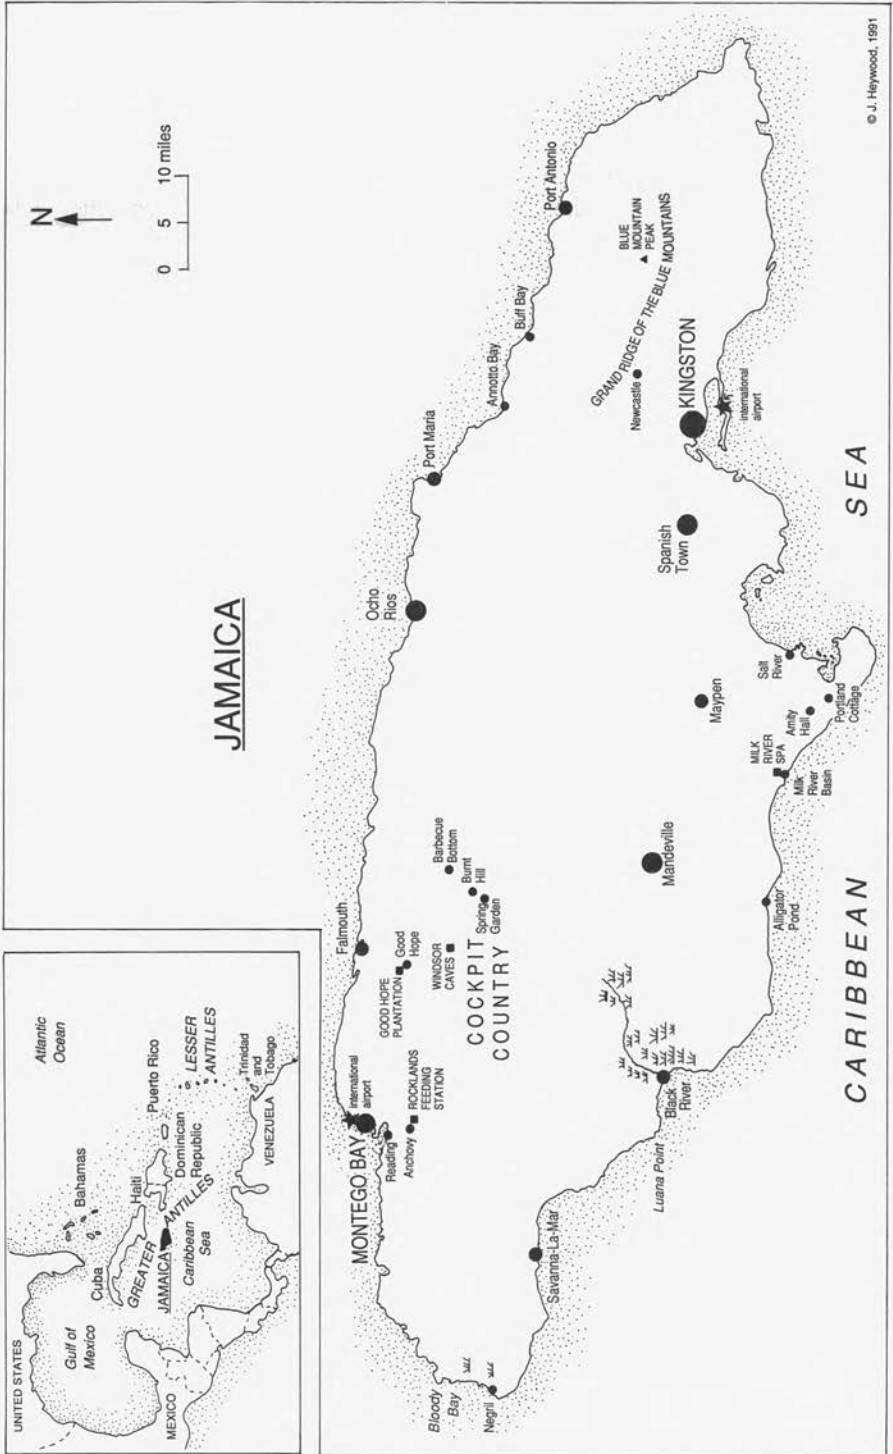 UNITED STATES
Gulf of
Mexico
MEXICO
Bahamas
Atlantic
Ocean
Cuba
Haiti
Puerto Rico
GREATER
ANTILLES
JAMAICA
Dominican
Republic
LESSER
ANTILLES
Caribbean
Sea
Trinidad
and
Tobago
VENEZUELA
JAMAICA
N
0 5 10 miles
MONTEGO BAY
international
airport
Reading
Anchovy
ROCKLANDS
FEEDING
STATION
Falmouth
GOOD HOPE
PLANTATION
Good
Hope
WINDSOR
CAVES
Barbecue
Bottom
Burnt
Hill
Spring
Garden
COCKPIT
COUNTRY
Ocho
Rios
Port Maria
Annotto Bay
Buff Bay
Port Antonio
BLUE
MOUNTAIN
PEAK
GRAND RIDGE OF THE BLUE MOUNTAINS
Newcastle
KINGSTON
international
airport
Spanish
Town
Maypen
Mandeville
Bloody
Bay
Negril
Savanna-La-Mar
Luana Point
Black
River
Alligator
Pond
MILK
RIVER
SPA
Milk
River
Basin
Amity
Hall
Portland
Cottage
Salt
River
CARIBBEAN SEA
© J. Heywood, 1991